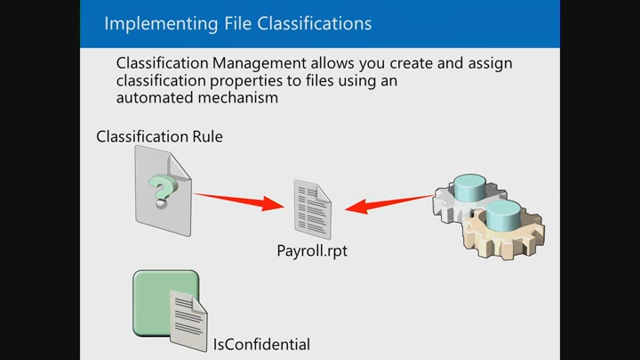 Implementing File Classifications
Classification Management allows you create and assign
classification properties to files using an
automated mechanism
Classification Rule
?
Payroll.rpt
IsConfidential